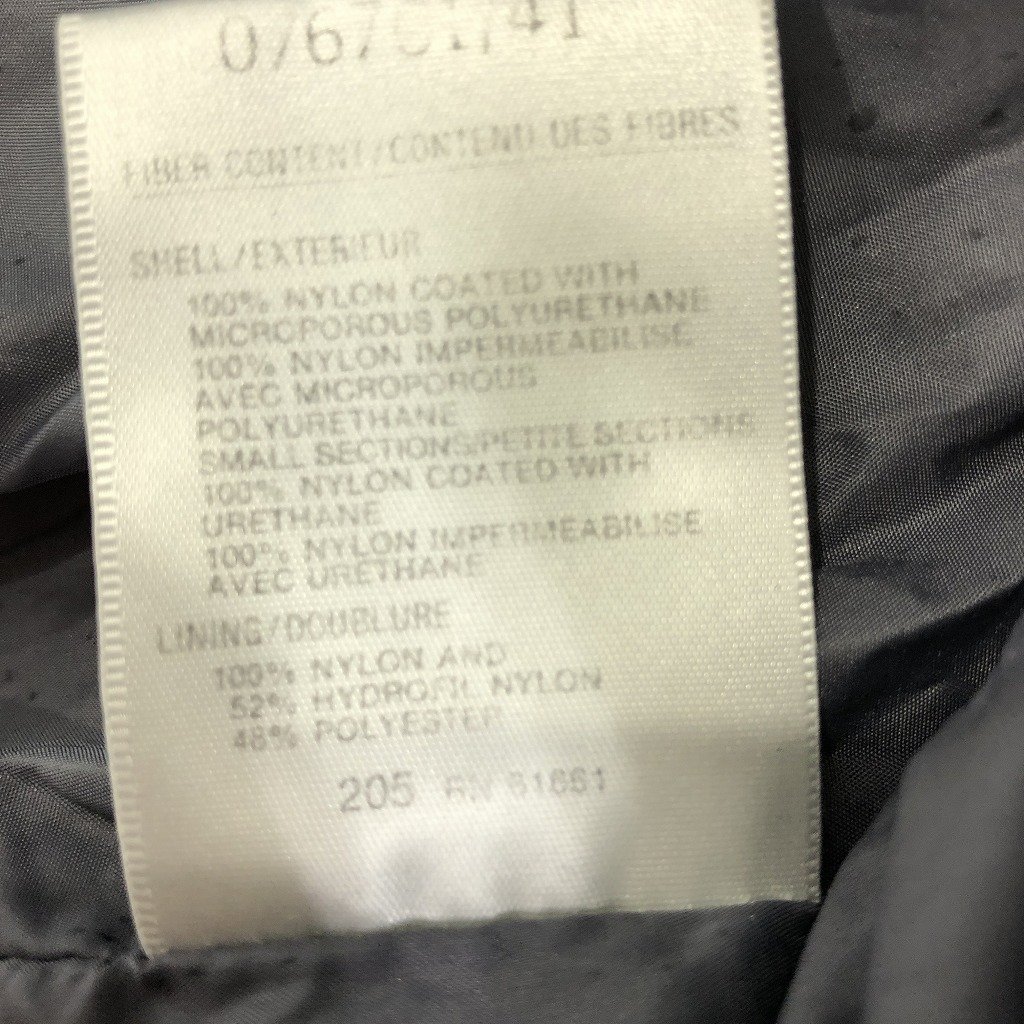 FIBER CONTENT/CONTENU DES FIBRES
SHELL/EXTERIEUR
100% NYLON COATED WITH
MICROPOROUS POLYURETHANE
100% NYLON IMPERMEABILISE
AVEC MICROPOROUS
POLYURETHANE
SMALL SECTIONS/PETITE SECTIONS
100% NYLON COATED WITH
URETHANE
100% NYLON IMPERMEABILISE
AVEC URETHANE
LINING/DOUBLURE
100% NYLON AND
52% HYDROFIL NYLON
48% POLYESTER
205 RN 61661